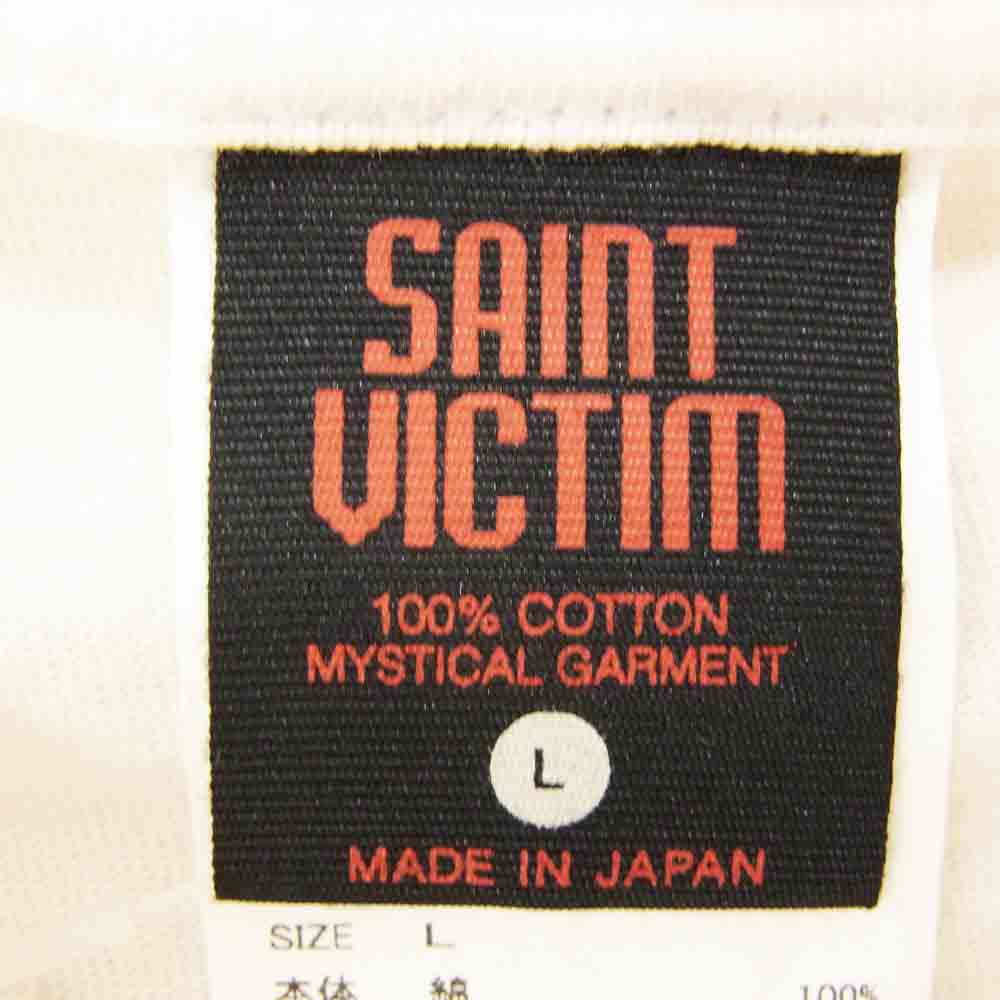 SAINT
VICTIM
100% COTTON
MYSTICAL GARMENT
L
MADE IN JAPAN
SIZE L
本体 綿 100%